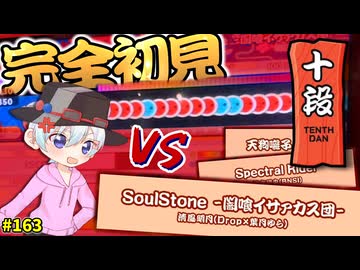 完全初見
十段
TENTH
DAN
VS
天狗囃子
Spectral Rider
SoulStone -闇喰イサァカス団-
#163